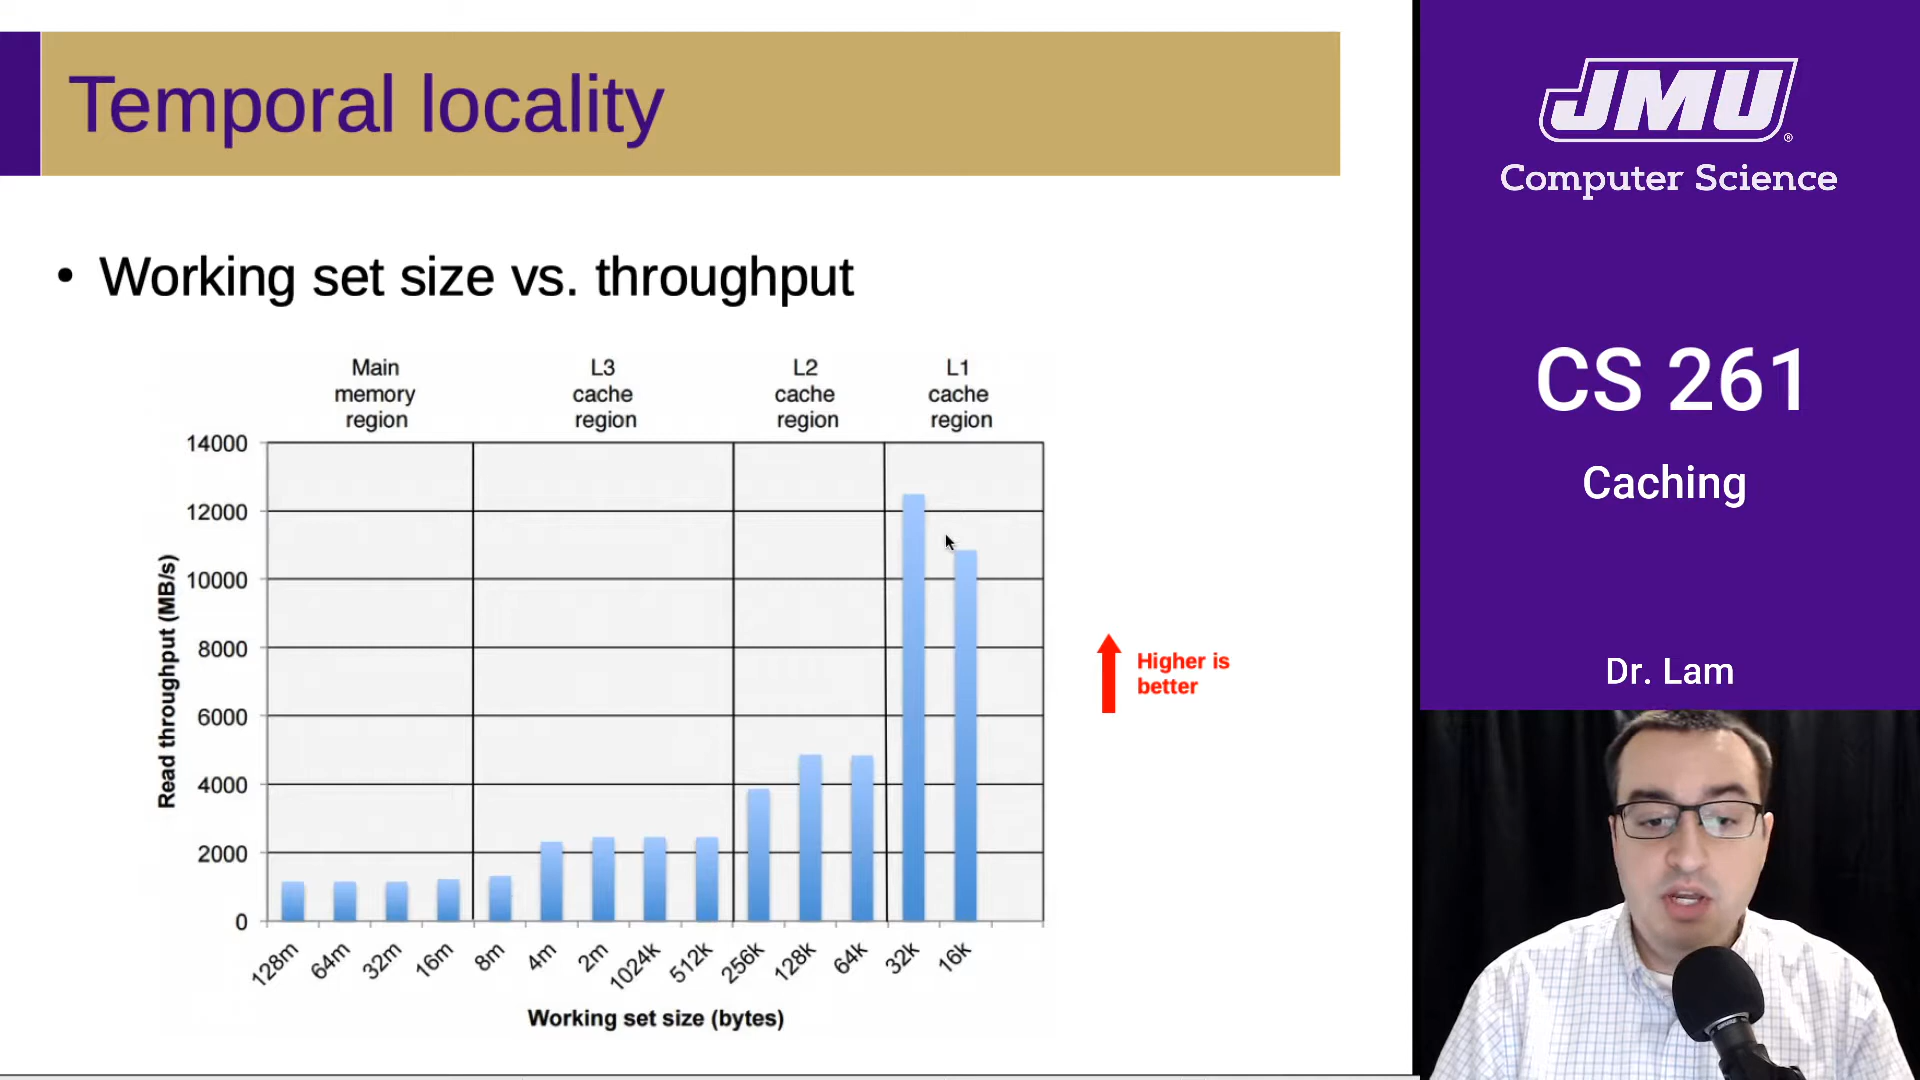 Temporal locality
• Working set size vs. throughput
Main
memory
region
L3
cache
region
L2
cache
region
L1
cache
region
14000
12000
10000
8000
6000
4000
2000
0
Read throughput (MB/s)
128m 64m 32m 16m 8m 4m 2m 1024k 512k 256k 128k 64k 32k 16k
Working set size (bytes)
Higher is
better
JMU®
Computer Science
CS 261
Caching
Dr. Lam